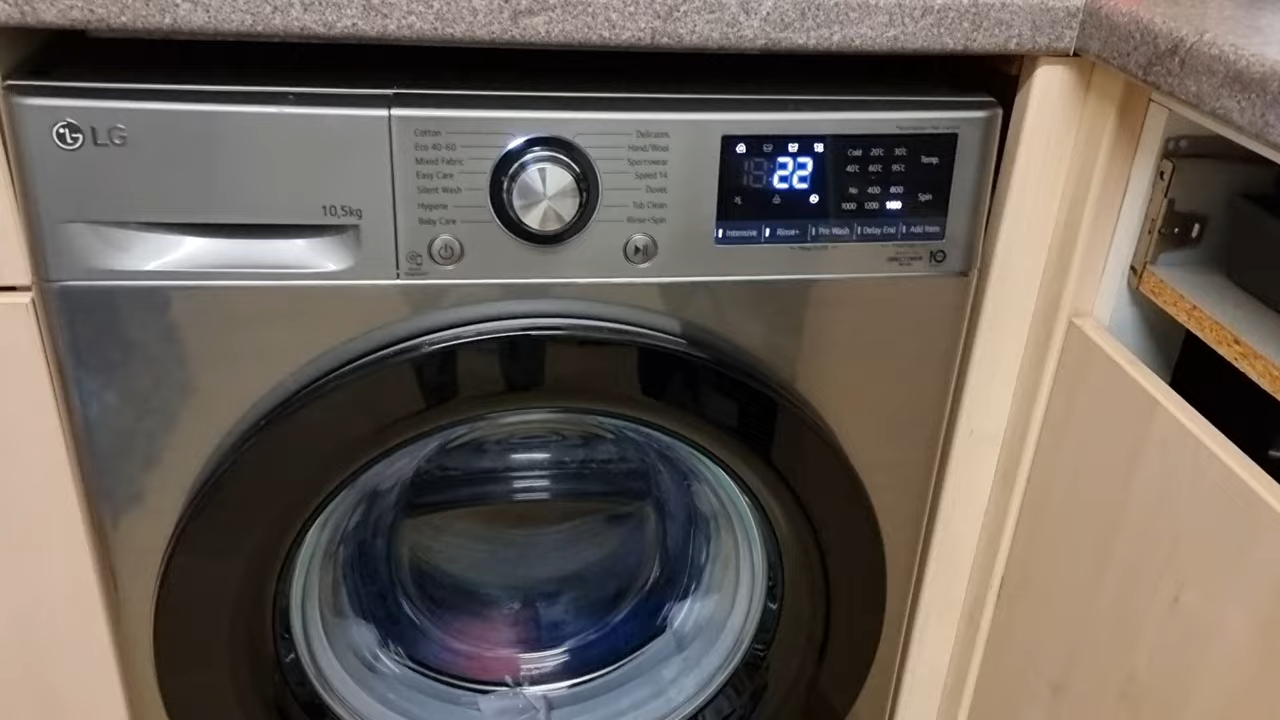 LG
10,5kg
Cotton
Eco 40-60
Mixed Fabric
Easy Care
Silent Wash
Hygiene
Baby Care
Delicates
Hand/Wool
Sportswear
Speed 14
Duvet
Tub Clean
Rinse+Spin
22
Cold 20℃ 30℃ Temp.
40℃ 60℃ 95℃
No 400 800 Spin
1000 1200 1400
Intensive Rinse+ Pre Wash Delay End Add Item
10